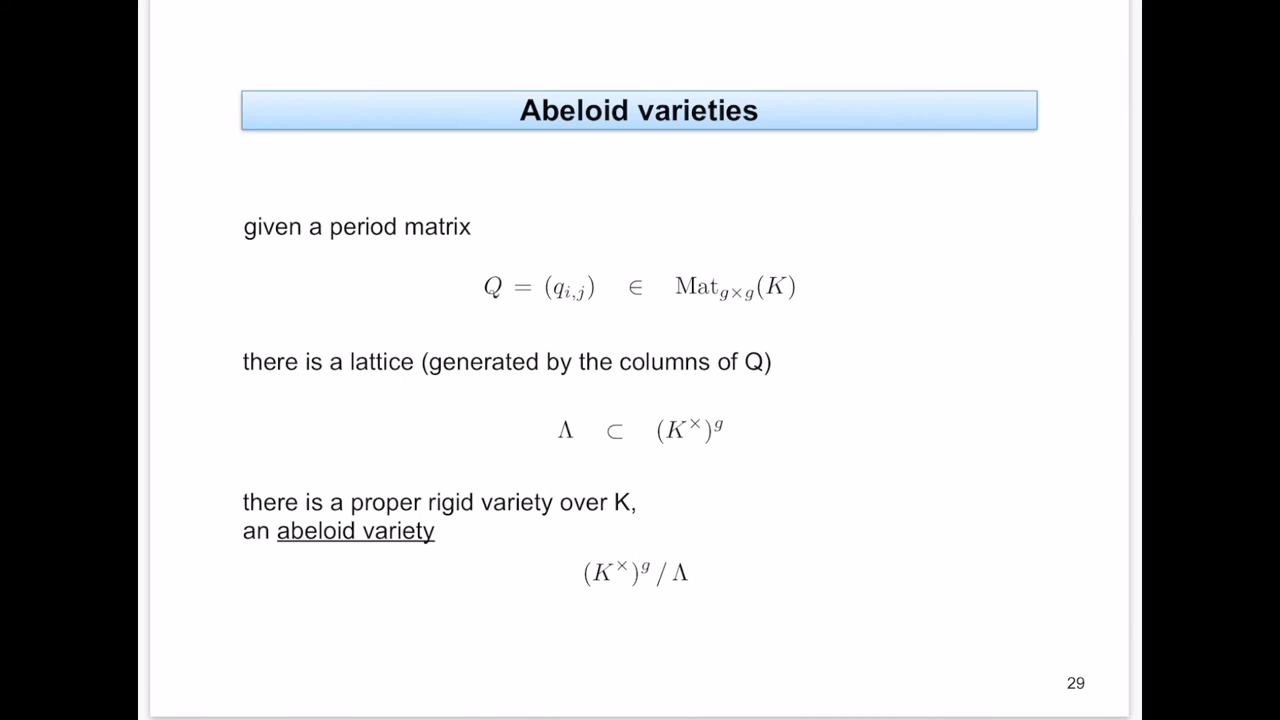 Abeloid varieties
given a period matrix
Q = (q_{i,j}) ∈ Mat_{g×g}(K)
there is a lattice (generated by the columns of Q)
Λ ⊂ (K^×)^g
there is a proper rigid variety over K,
an abeloid variety
(K^×)^g / Λ
29